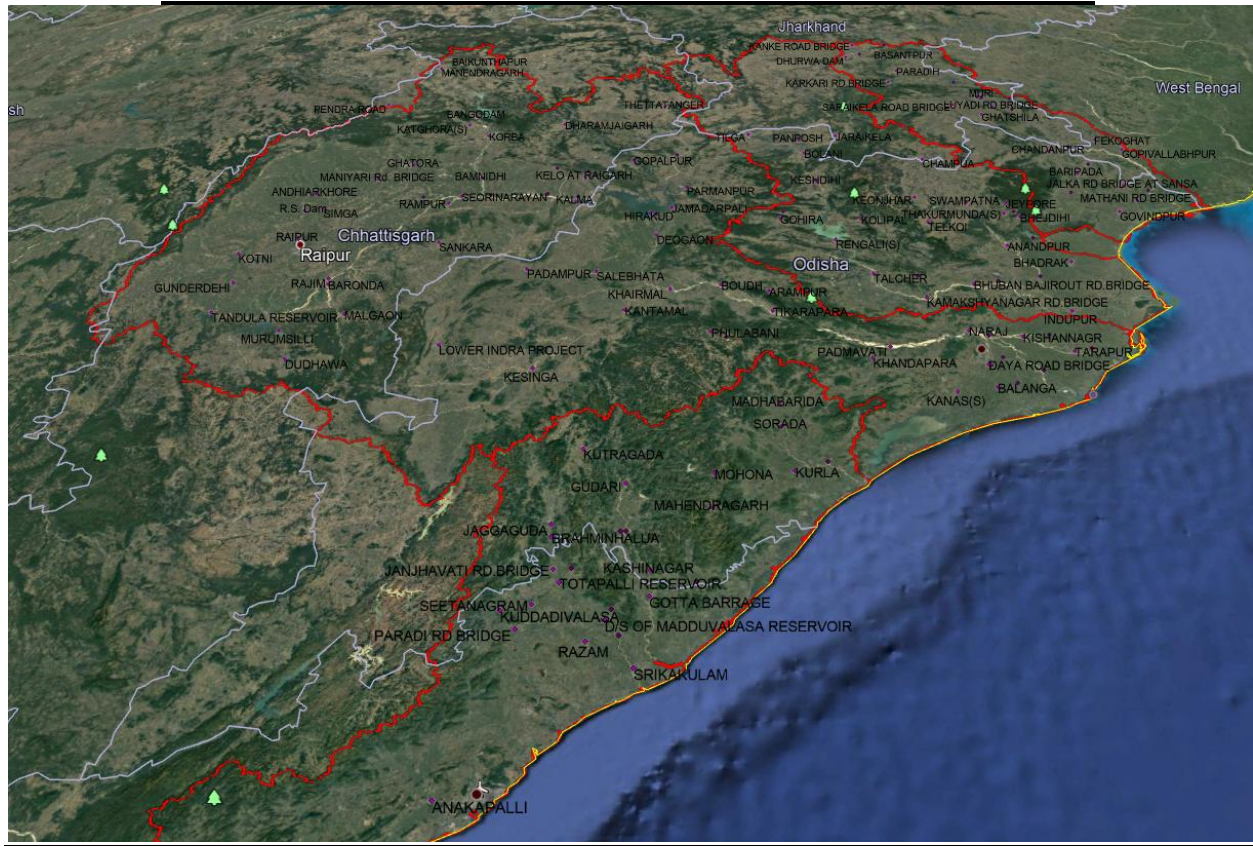 Jharkhand
KANKE ROAD BRIDGE
BASANTPUR
DHURWA DAM
BAIKUNTHAPUR
MANENDRAGARH
PARADIH
KARKARI RD BRIDGE
West Bengal
MURI
THETTATANGER
SARAIKELA ROAD BRIDGE
PENDRA ROAD
BANGODAM
GHATSHILA
sh
DHARAMJAIGARH
KATGHORA(S)
KORBA
TILGA
PANPOSH
JARAIKELA
FEKOGHAT
CHANDANPUR
GOPIVALLABHPUR
BOLANI
GHATORA
GOPALPUR
CHAMPUA
MANIYARI Rd BRIDGE
BAMNIDHI
KELO AT RAIGARH
BARIPADA
KESHDIHI
JALKA RD BRIDGE AT SANSA
ANDHIARKHORE
PARMANPUR
SEORINARAYAN
KALMA
KEONJHAR
SWAMPATNA
MATHANI RD BRIDGE
RAMPUR
JEYPORE
R.S. Dam
SIMGA
HIRAKUD
JAMADARPALI
THAKURMUNDA(S)
GOVINDPUR
GOHIRA
KOLIPAL
TELKOI
RAIPUR
Chhattisgarh
DEOGAON
RENGALI(S)
ANANDPUR
SANKARA
Raipur
KOTNI
BHADRAK
Odisha
PADAMPUR
SALEBHATA
TALCHER
GUNDERDEHI
RAJIM
BARONDA
BOUDH
BHUBAN BAJIROUT RD.BRIDGE
KHAIRMAL
ARAMPUR
KAMAKSHYANAGAR RD.BRIDGE
TANDULA RESERVOIR
MALGAON
KANTAMAL
TIKARAPARA
INDUPUR
MURUMSILLI
PHULABANI
NARAJ
KISHANNAGR
LOWER INDRA PROJECT
PADMAVATI
TARAPUR
DUDHAWA
KHANDAPARA
DAYA ROAD BRIDGE
KESINGA
BALANGA
KANAS(S)
MADHABARIDA
SORADA
KUTRAGADA
MOHONA
KURLA
GUDARI
MAHENDRAGARH
JAGGAGUDA
BRAHMINHALUA
JANJHAVATI RD.BRIDGE
KASHINAGAR
TOTAPALLI RESERVOIR
SEETANAGRAM
GOTTA BARRAGE
KUDDADIVALASA
D/S OF MADDUVALASA RESERVOIR
PARADI RD BRIDGE
RAZAM
SRIKAKULAM
ANAKAPALLI